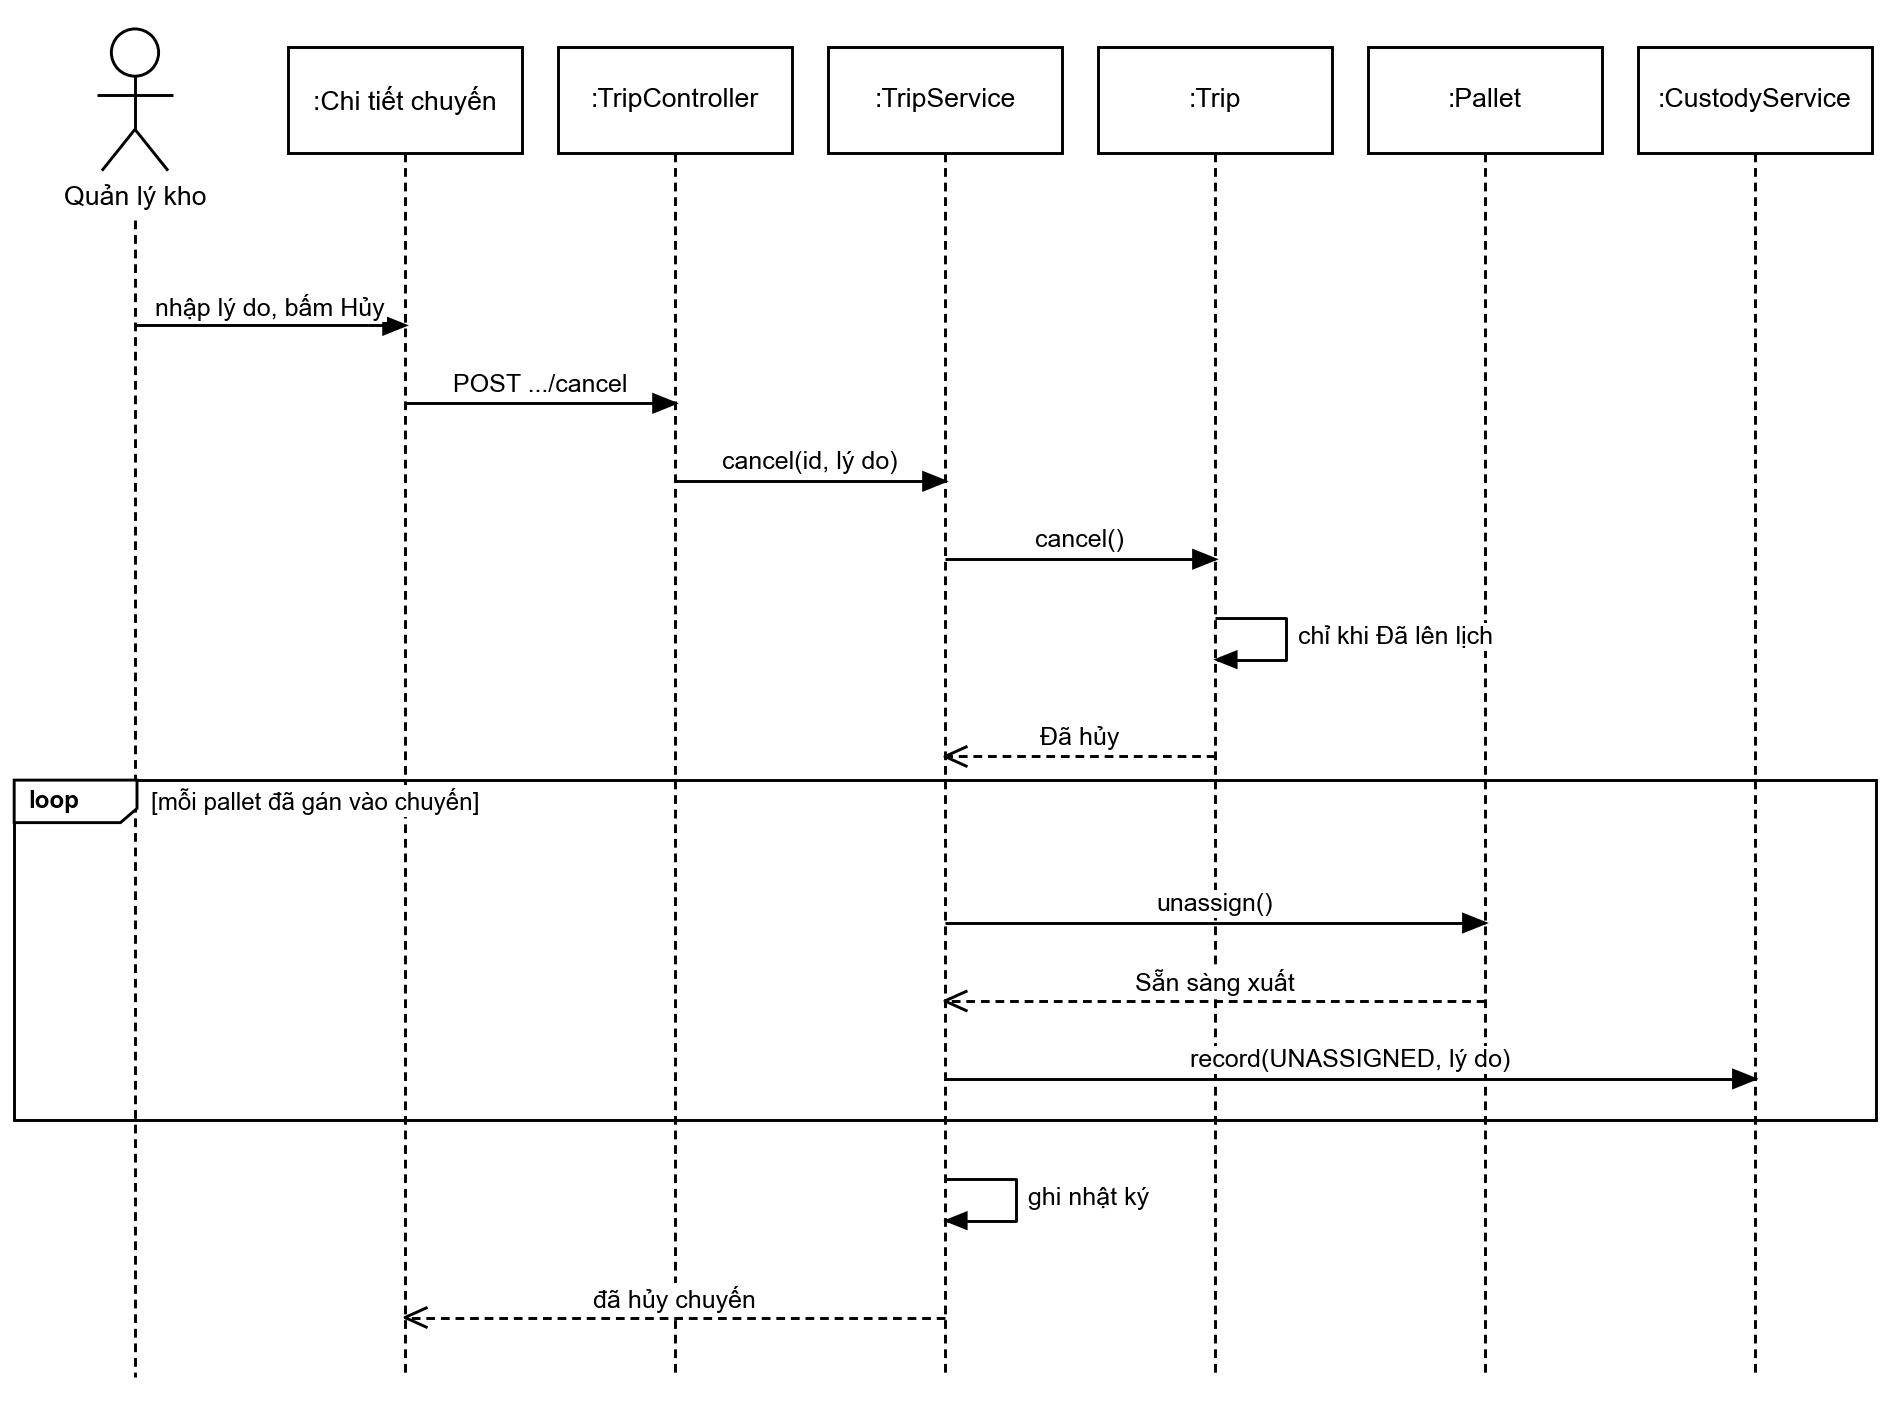 Quản lý kho
:Chi tiết chuyến
:TripController
:TripService
:Trip
:Pallet
:CustodyService
nhập lý do, bấm Hủy
POST .../cancel
cancel(id, lý do)
cancel()
chỉ khi Đã lên lịch
Đã hủy
loop
[mỗi pallet đã gán vào chuyến]
unassign()
Sẵn sàng xuất
record(UNASSIGNED, lý do)
ghi nhật ký
đã hủy chuyến